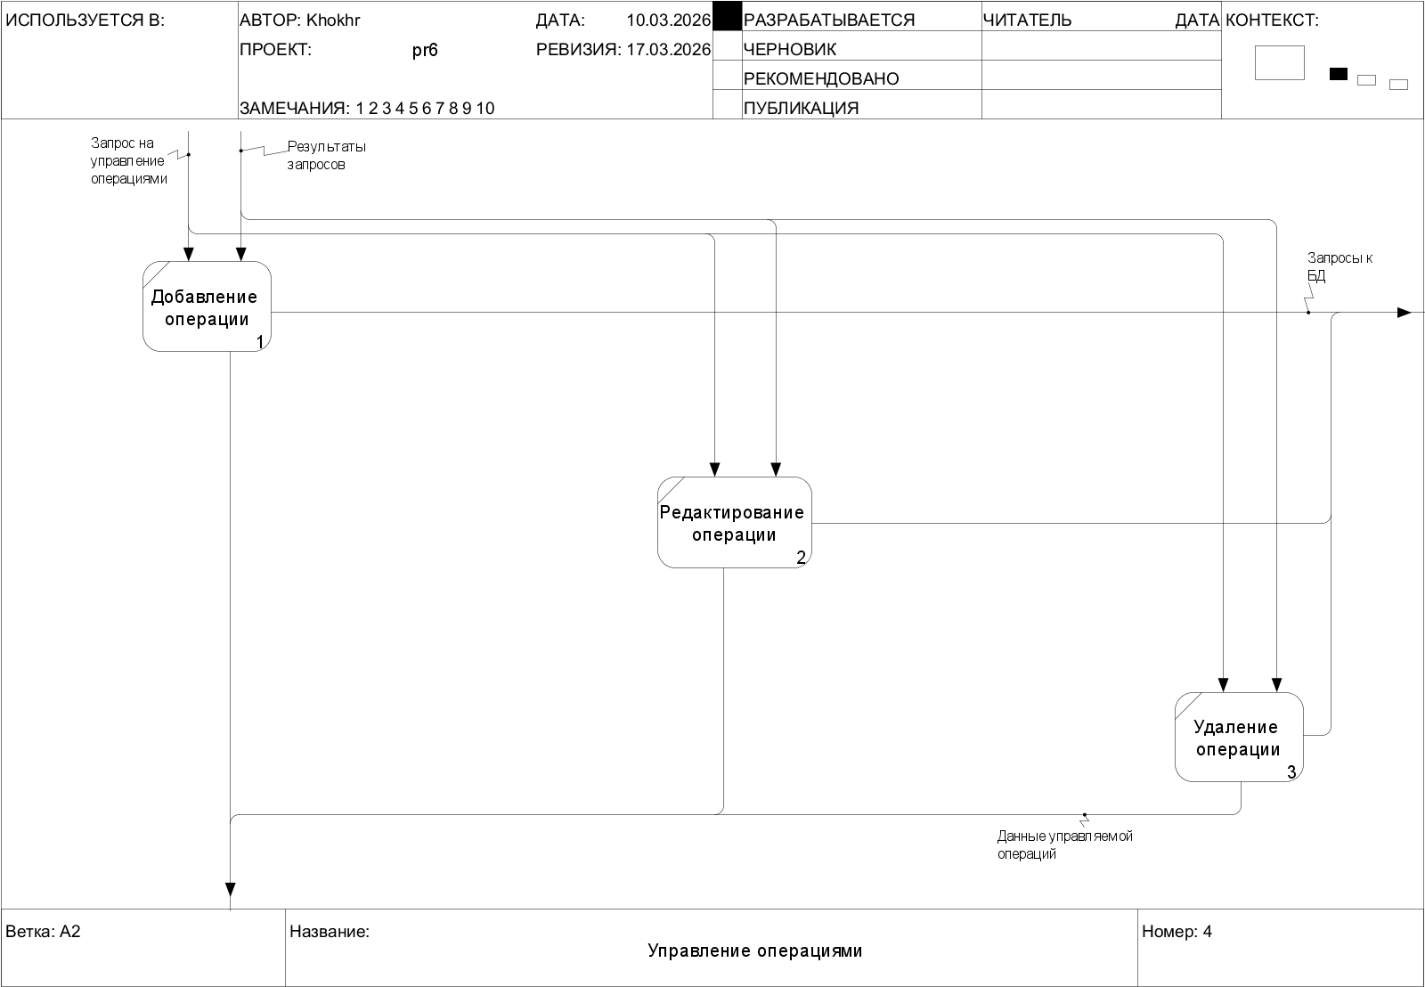 ИСПОЛЬЗУЕТСЯ В:
АВТОР: Khokhr
ДАТА: 10.03.2026
ПРОЕКТ: pr6
РЕВИЗИЯ: 17.03.2026
ЗАМЕЧАНИЯ: 1 2 3 4 5 6 7 8 9 10
РАЗРАБАТЫВАЕТСЯ
ЧЕРНОВИК
РЕКОМЕНДОВАНО
ПУБЛИКАЦИЯ
ЧИТАТЕЛЬ
ДАТА
КОНТЕКСТ:
Запрос на
управление
операциями
Результаты
запросов
Запросы к
БД
Добавление
операции
1
Редактирование
операции
2
Удаление
операции
3
Данные управляемой
операций
Ветка: A2
Название:
Управление операциями
Номер: 4